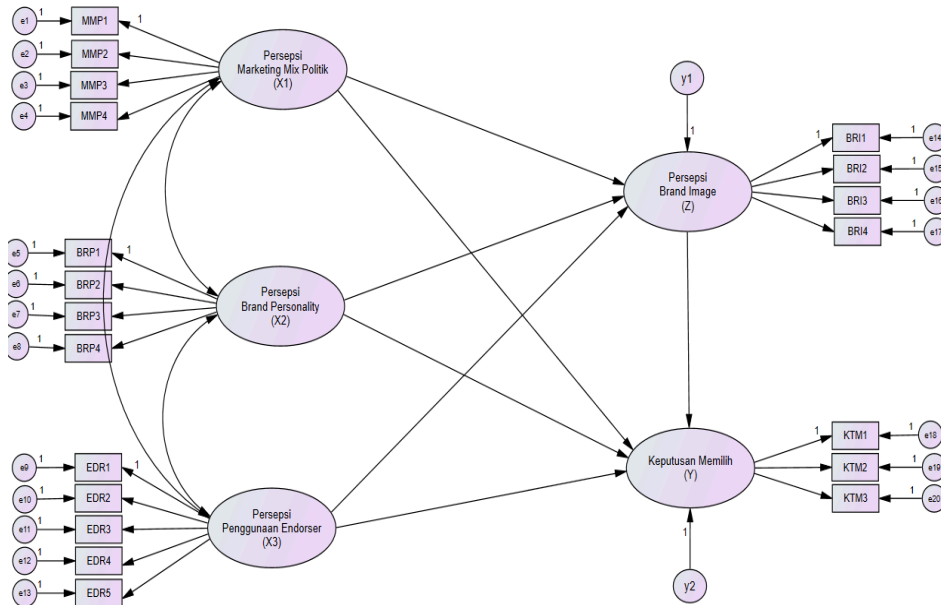 e1 1 MMP1 1
e2 1 MMP2
e3 1 MMP3
e4 1 MMP4
Persepsi
Marketing Mix Politik
(X1)
e5 1 BRP1 1
e6 1 BRP2
e7 1 BRP3
e8 1 BRP4
Persepsi
Brand Personality
(X2)
e9 1 EDR1 1
e10 1 EDR2
e11 1 EDR3
e12 1 EDR4
e13 1 EDR5
Persepsi
Penggunaan Endorser
(X3)
y1
1
Persepsi
Brand Image
(Z)
1 BRI1 1 e14
BRI2 1 e15
BRI3 1 e16
BRI4 1 e17
Keputusan Memilih
(Y)
1 KTM1 1 e18
KTM2 1 e19
KTM3 1 e20
1
y2